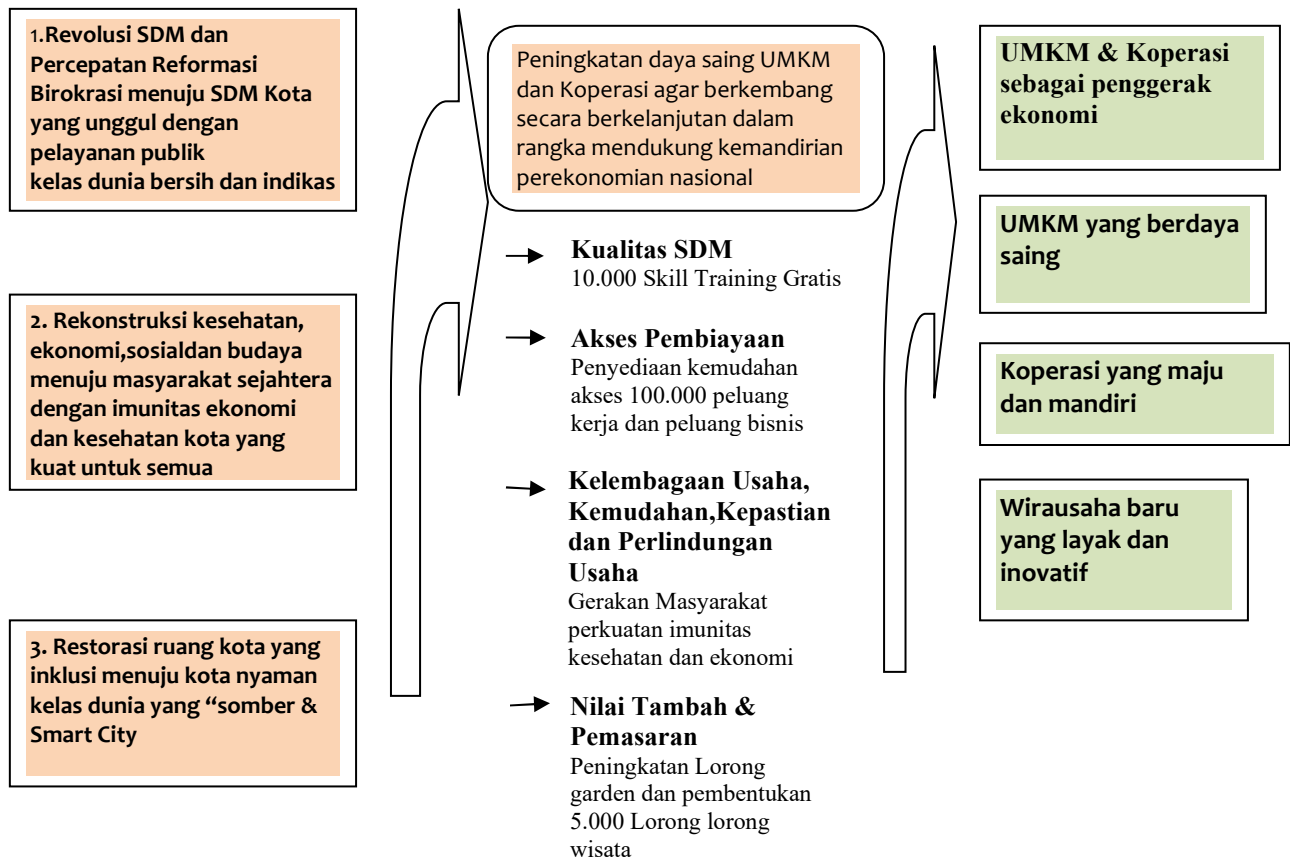 1.Revolusi SDM dan
Percepatan Reformasi
Birokrasi menuju SDM Kota
yang unggul dengan
pelayanan publik
kelas dunia bersih dan indikas
2. Rekonstruksi kesehatan,
ekonomi,sosialdan budaya
menuju masyarakat sejahtera
dengan imunitas ekonomi
dan kesehatan kota yang
kuat untuk semua
3. Restorasi ruang kota yang
inklusi menuju kota nyaman
kelas dunia yang “somber &
Smart City
Peningkatan daya saing UMKM
dan Koperasi agar berkembang
secara berkelanjutan dalam
rangka mendukung kemandirian
perekonomian nasional
Kualitas SDM
10.000 Skill Training Gratis
Akses Pembiayaan
Penyediaan kemudahan
akses 100.000 peluang
kerja dan peluang bisnis
Kelembagaan Usaha,
Kemudahan,Kepastian
dan Perlindungan
Usaha
Gerakan Masyarakat
perkuatan imunitas
kesehatan dan ekonomi
Nilai Tambah &
Pemasaran
Peningkatan Lorong
garden dan pembentukan
5.000 Lorong lorong
wisata
UMKM & Koperasi
sebagai penggerak
ekonomi
UMKM yang berdaya
saing
Koperasi yang maju
dan mandiri
Wirausaha baru
yang layak dan
inovatif